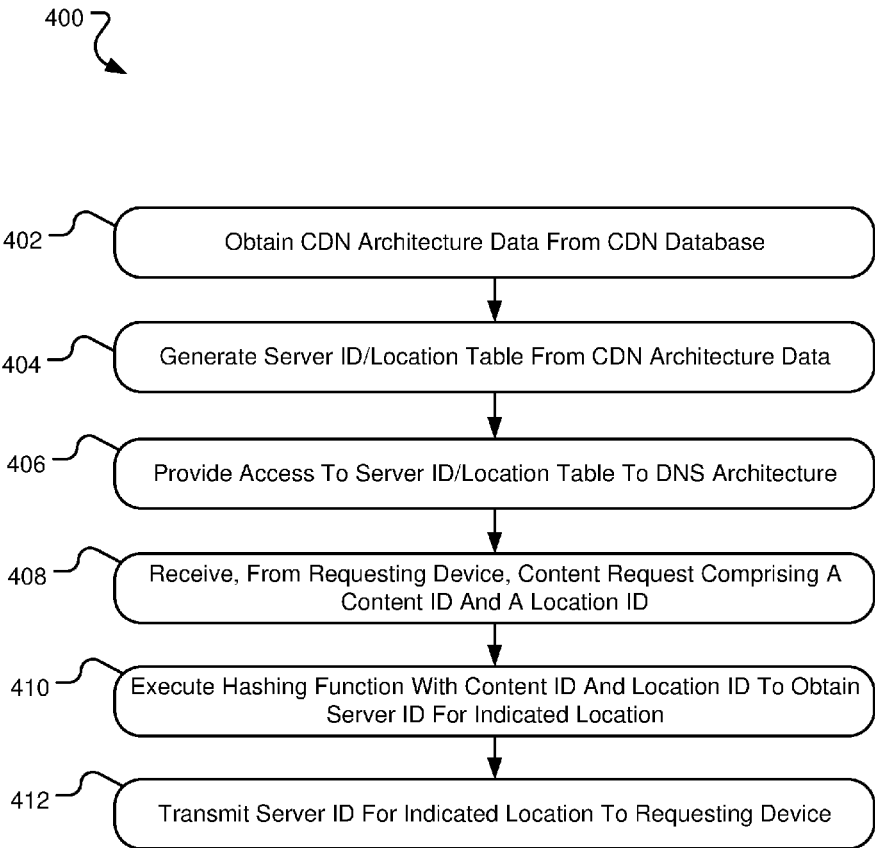 400
402
Obtain CDN Architecture Data From CDN Database
404
Generate Server ID/Location Table From CDN Architecture Data
406
Provide Access To Server ID/Location Table To DNS Architecture
408
Receive, From Requesting Device, Content Request Comprising A
Content ID And A Location ID
410
Execute Hashing Function With Content ID And Location ID To Obtain
Server ID For Indicated Location
412
Transmit Server ID For Indicated Location To Requesting Device